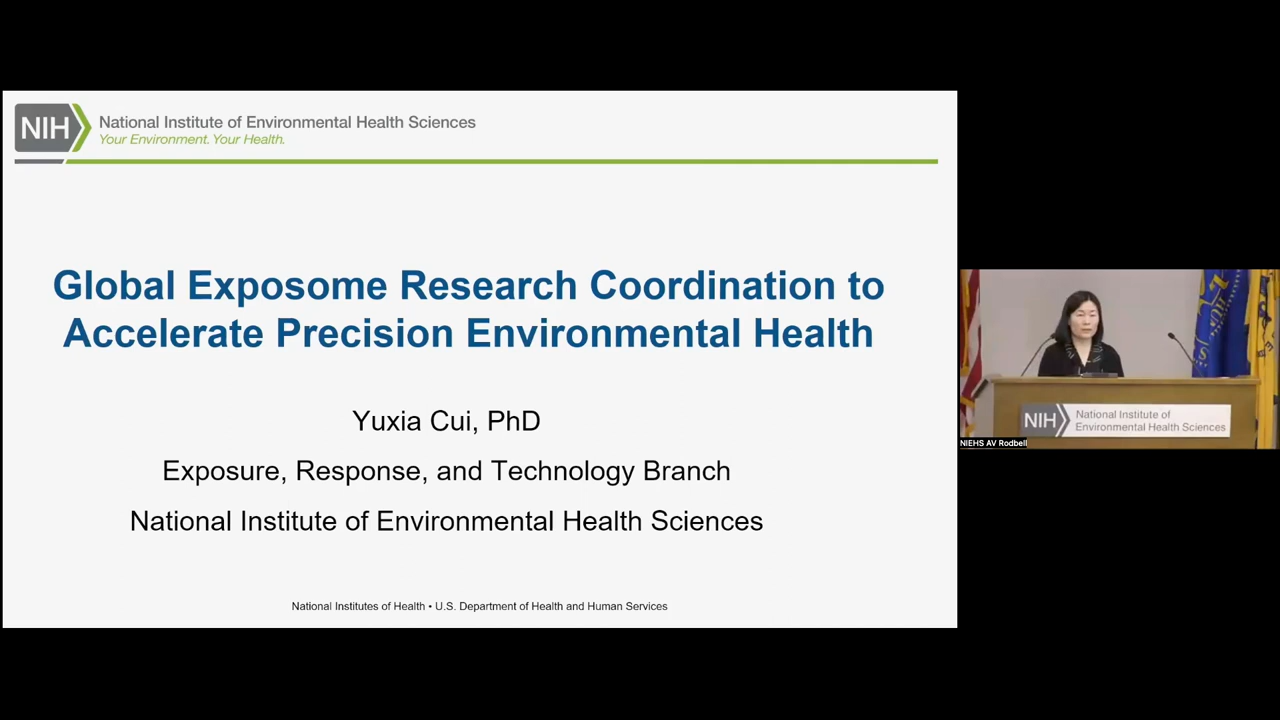 NIH
National Institute of Environmental Health Sciences
Your Environment. Your Health.
Global Exposome Research Coordination to
Accelerate Precision Environmental Health
Yuxia Cui, PhD
Exposure, Response, and Technology Branch
National Institute of Environmental Health Sciences
National Institutes of Health • U.S. Department of Health and Human Services
NIH
National Institute of
Environmental Health Sciences
NIEHS AV Rodbell